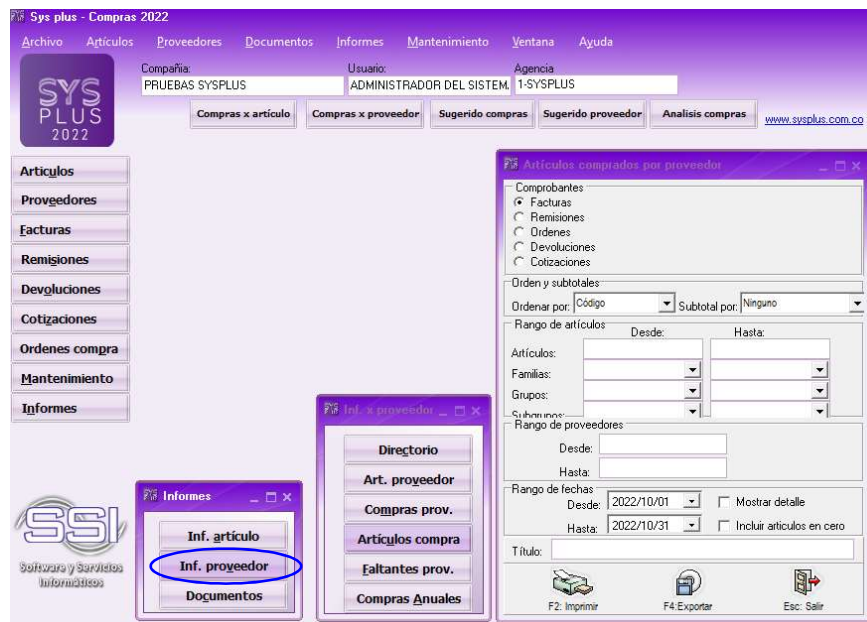 Sys plus - Compras 2022
Archivo Artículos Proveedores Documentos Informes Mantenimiento Ventana Ayuda
Compañia: Usuario: Agencia
PRUEBAS SYSPLUS ADMINISTRADOR DEL SISTEM. 1-SYSPLUS
SYS
PLUS
2022
Compras x artículo Compras x proveedor Sugerido compras Sugerido proveedor Analisis compras www.sysplus.com.co
Articulos
Proveedores
Facturas
Remisiones
Devoluciones
Cotizaciones
Ordenes compra
Mantenimiento
Informes
SSI
Software y Servicios
Informáticos
Informes
Inf. artículo
Inf. proveedor
Documentos
Inf. x proveedor
Directorio
Art. proveedor
Compras prov.
Artículos compra
Faltantes prov.
Compras Anuales
Artículos comprados por proveedor
Comprobantes
Facturas
Remisiones
Ordenes
Devoluciones
Cotizaciones
Orden y subtotales
Ordenar por: Código Subtotal por: Ninguno
Rango de artículos
Desde: Hasta:
Artículos:
Familias:
Grupos:
Subgrupos:
Rango de proveedores
Desde:
Hasta:
Rango de fechas
Desde: 2022/10/01 Mostrar detalle
Hasta: 2022/10/31 Incluir articulos en cero
Título:
F2: Imprimir F4:Exportar Esc: Salir